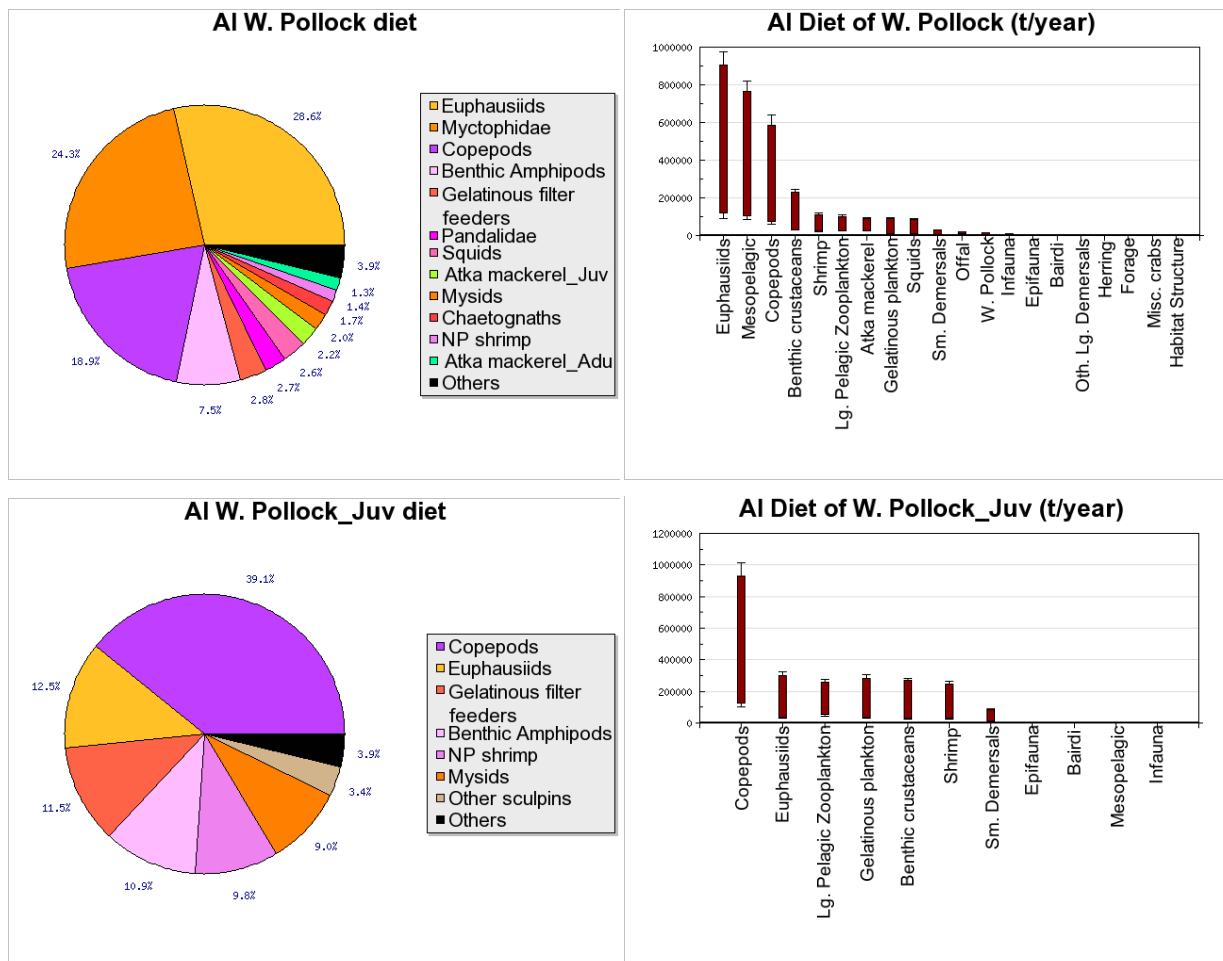 AI W. Pollock diet
28.6%
24.3%
18.9%
7.5%
2.8%
2.7%
2.6%
2.2%
2.0%
1.7%
1.4%
1.3%
3.9%
Euphausiids
Myctophidae
Copepods
Benthic Amphipods
Gelatinous filter
feeders
Pandalidae
Squids
Atka mackerel_Juv
Mysids
Chaetognaths
NP shrimp
Atka mackerel_Adu
Others
AI Diet of W. Pollock (t/year)
1000000
800000
600000
400000
200000
0
Euphausiids
Mesopelagic
Copepods
Benthic crustaceans
Shrimp
Lg. Pelagic Zooplankton
Atka mackerel
Gelatinous plankton
Squids
Sm. Demersals
Offal
W. Pollock
Infauna
Epifauna
Bairdi
Oth. Lg. Demersals
Herring
Forage
Misc. crabs
Habitat Structure
AI W. Pollock_Juv diet
39.1%
12.5%
11.5%
10.9%
9.8%
9.0%
3.4%
3.9%
Copepods
Euphausiids
Gelatinous filter
feeders
Benthic Amphipods
NP shrimp
Mysids
Other sculpins
Others
AI Diet of W. Pollock_Juv (t/year)
1200000
1000000
800000
600000
400000
200000
0
Copepods
Euphausiids
Lg. Pelagic Zooplankton
Gelatinous plankton
Benthic crustaceans
Shrimp
Sm. Demersals
Epifauna
Bairdi
Mesopelagic
Infauna